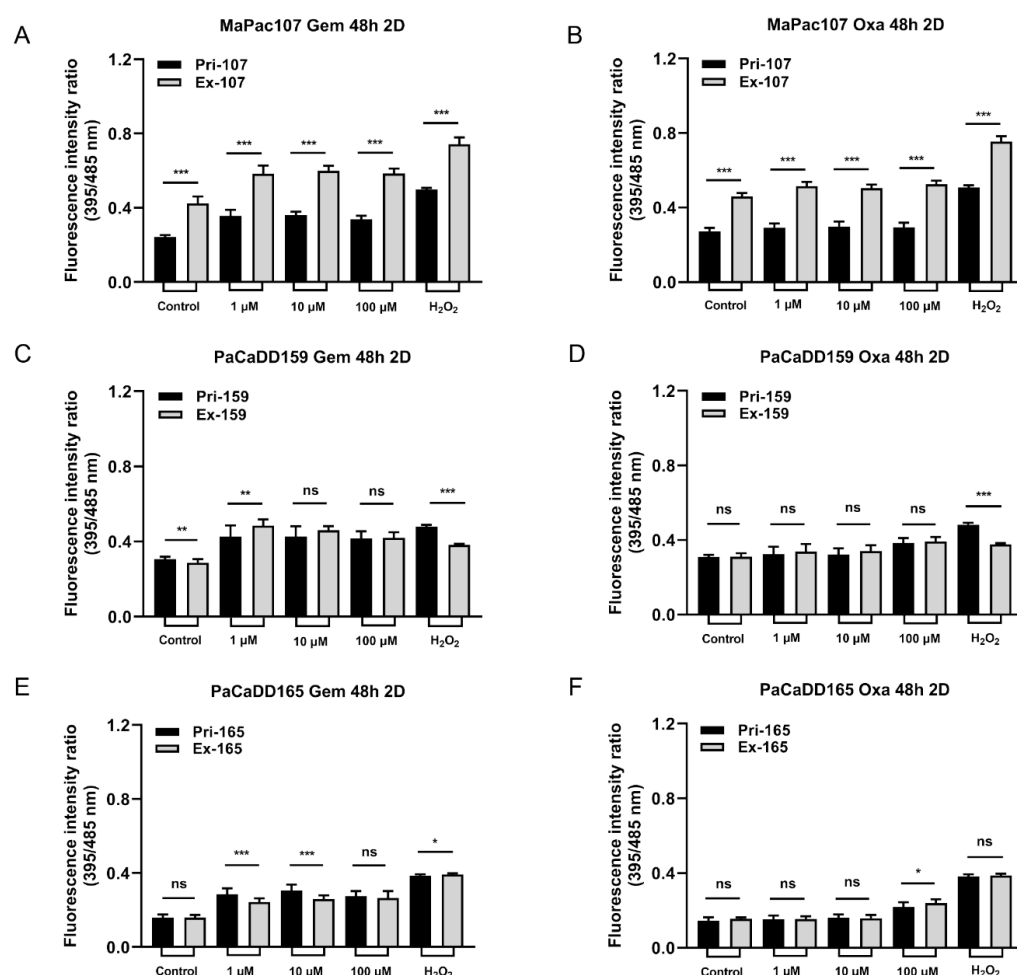 A
MaPac107 Gem 48h 2D
Fluorescence intensity ratio
(395/485 nm)
1.2
0.8
0.4
0.0
Pri-107
Ex-107
***
***
***
***
***
Control
1 µM
10 µM
100 µM
H₂O₂
B
MaPac107 Oxa 48h 2D
Fluorescence intensity ratio
(395/485 nm)
1.2
0.8
0.4
0.0
Pri-107
Ex-107
***
***
***
***
***
Control
1 µM
10 µM
100 µM
H₂O₂
C
PaCaDD159 Gem 48h 2D
Fluorescence intensity ratio
(395/485 nm)
1.2
0.8
0.4
0.0
Pri-159
Ex-159
**
**
ns
ns
***
Control
1 µM
10 µM
100 µM
H₂O₂
D
PaCaDD159 Oxa 48h 2D
Fluorescence intensity ratio
(395/485 nm)
1.2
0.8
0.4
0.0
Pri-159
Ex-159
ns
ns
ns
ns
***
Control
1 µM
10 µM
100 µM
H₂O₂
E
PaCaDD165 Gem 48h 2D
Fluorescence intensity ratio
(395/485 nm)
1.2
0.8
0.4
0.0
Pri-165
Ex-165
ns
***
***
ns
*
Control
1 µM
10 µM
100 µM
H₂O₂
F
PaCaDD165 Oxa 48h 2D
Fluorescence intensity ratio
(395/485 nm)
1.2
0.8
0.4
0.0
Pri-165
Ex-165
ns
ns
ns
*
ns
Control
1 µM
10 µM
100 µM
H₂O₂